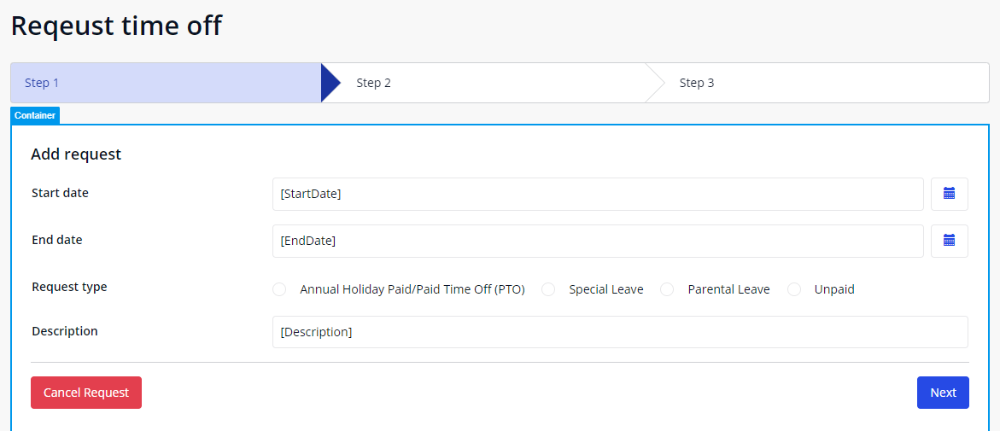 Reqeust time off
Step 1 Step 2 Step 3
Container
Add request
Start date [StartDate]
End date [EndDate]
Request type Annual Holiday Paid/Paid Time Off (PTO) Special Leave Parental Leave Unpaid
Description [Description]
Cancel Request Next